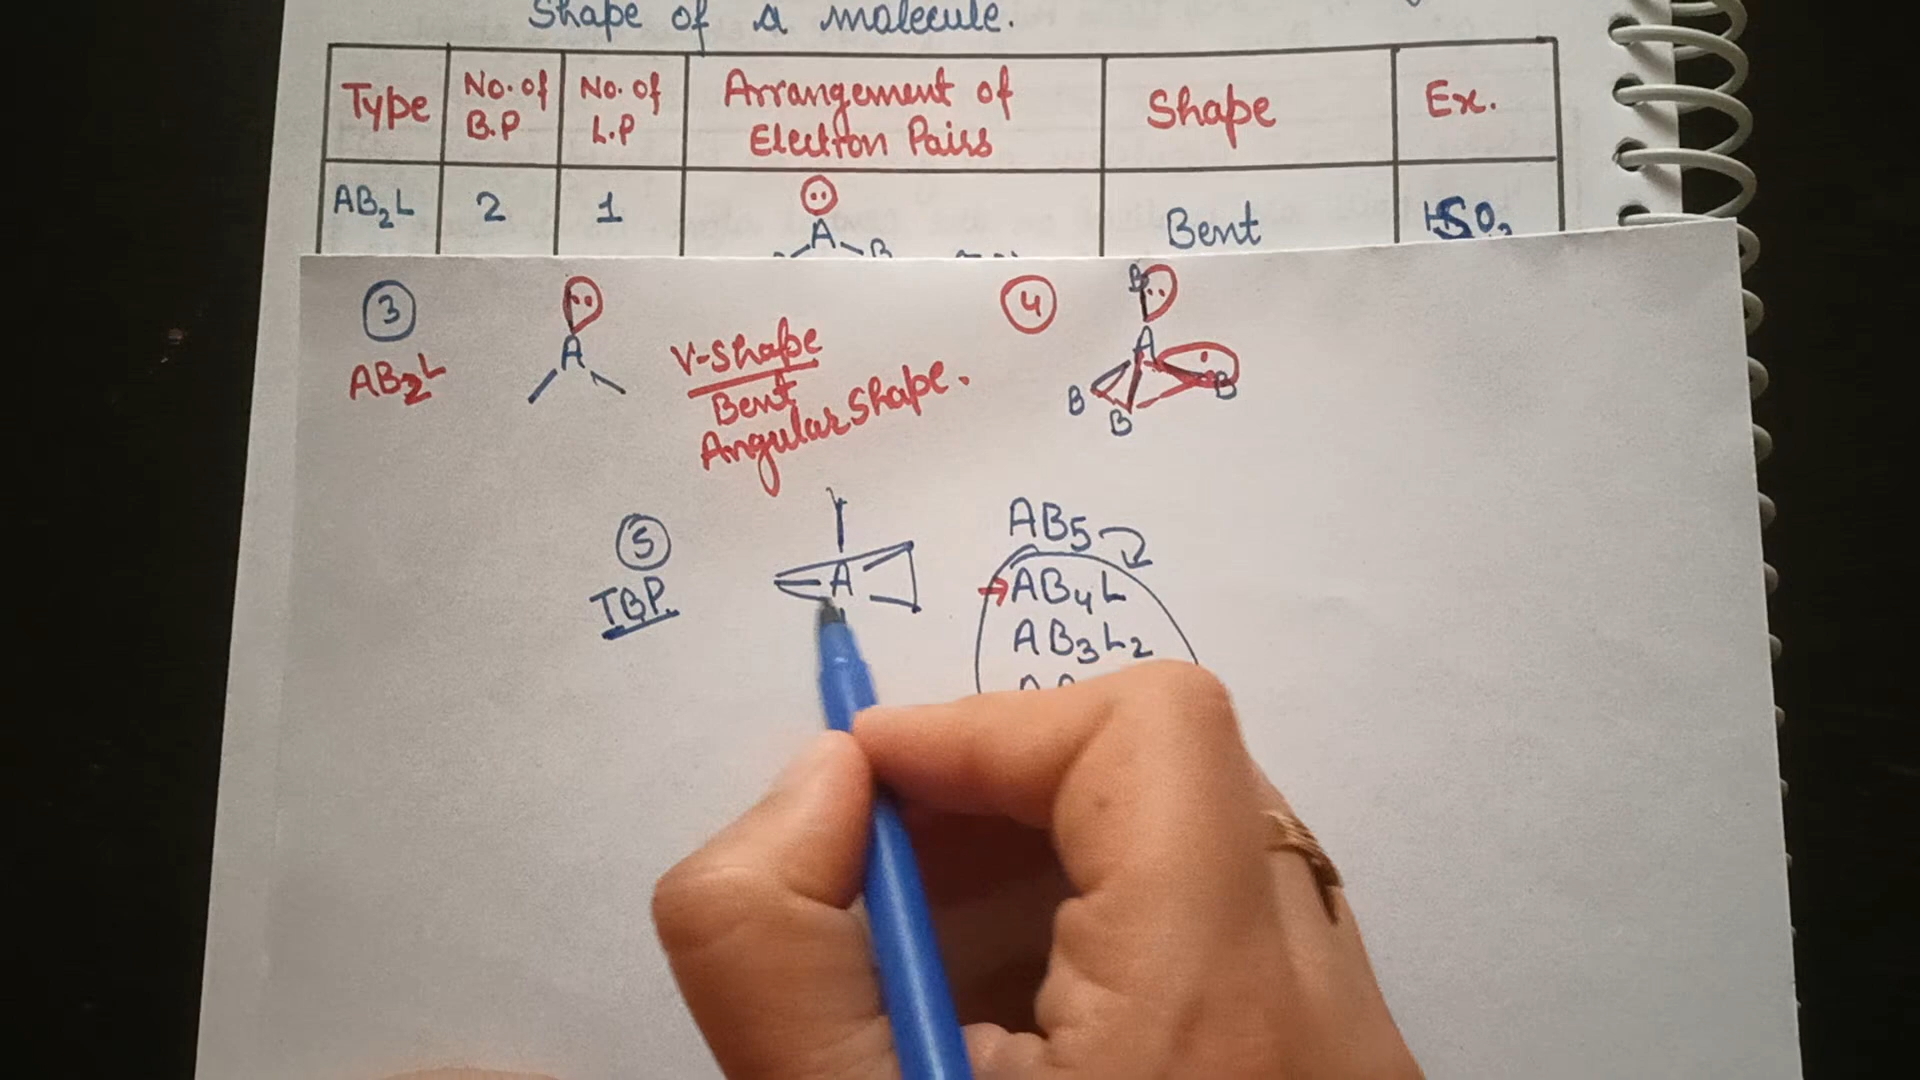 Shape of a molecule.
Type No. of B.P No. of L.P Arrangement of Electron Pairs Shape Ex.
AB2L 2 1 Bent SO2
A
B
3
AB2L
A
V-Shape
Bent
Angular Shape.
4
B
A
B
B
B
5
TBP
A
AB5
→AB4L
AB3L2